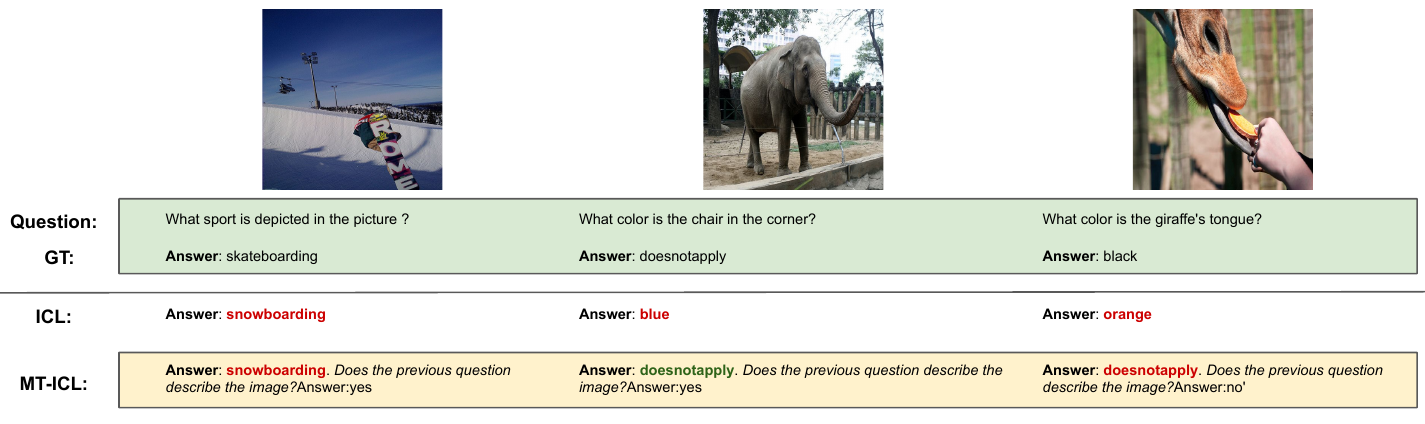 Question:
What sport is depicted in the picture ?
What color is the chair in the corner?
What color is the giraffe's tongue?
GT:
Answer: skateboarding
Answer: doesnotapply
Answer: black
ICL:
Answer: snowboarding
Answer: blue
Answer: orange
MT-ICL:
Answer: snowboarding. Does the previous question
describe the image?Answer:yes
Answer: doesnotapply. Does the previous question describe the
image?Answer:yes
Answer: doesnotapply. Does the previous question
describe the image?Answer:no'